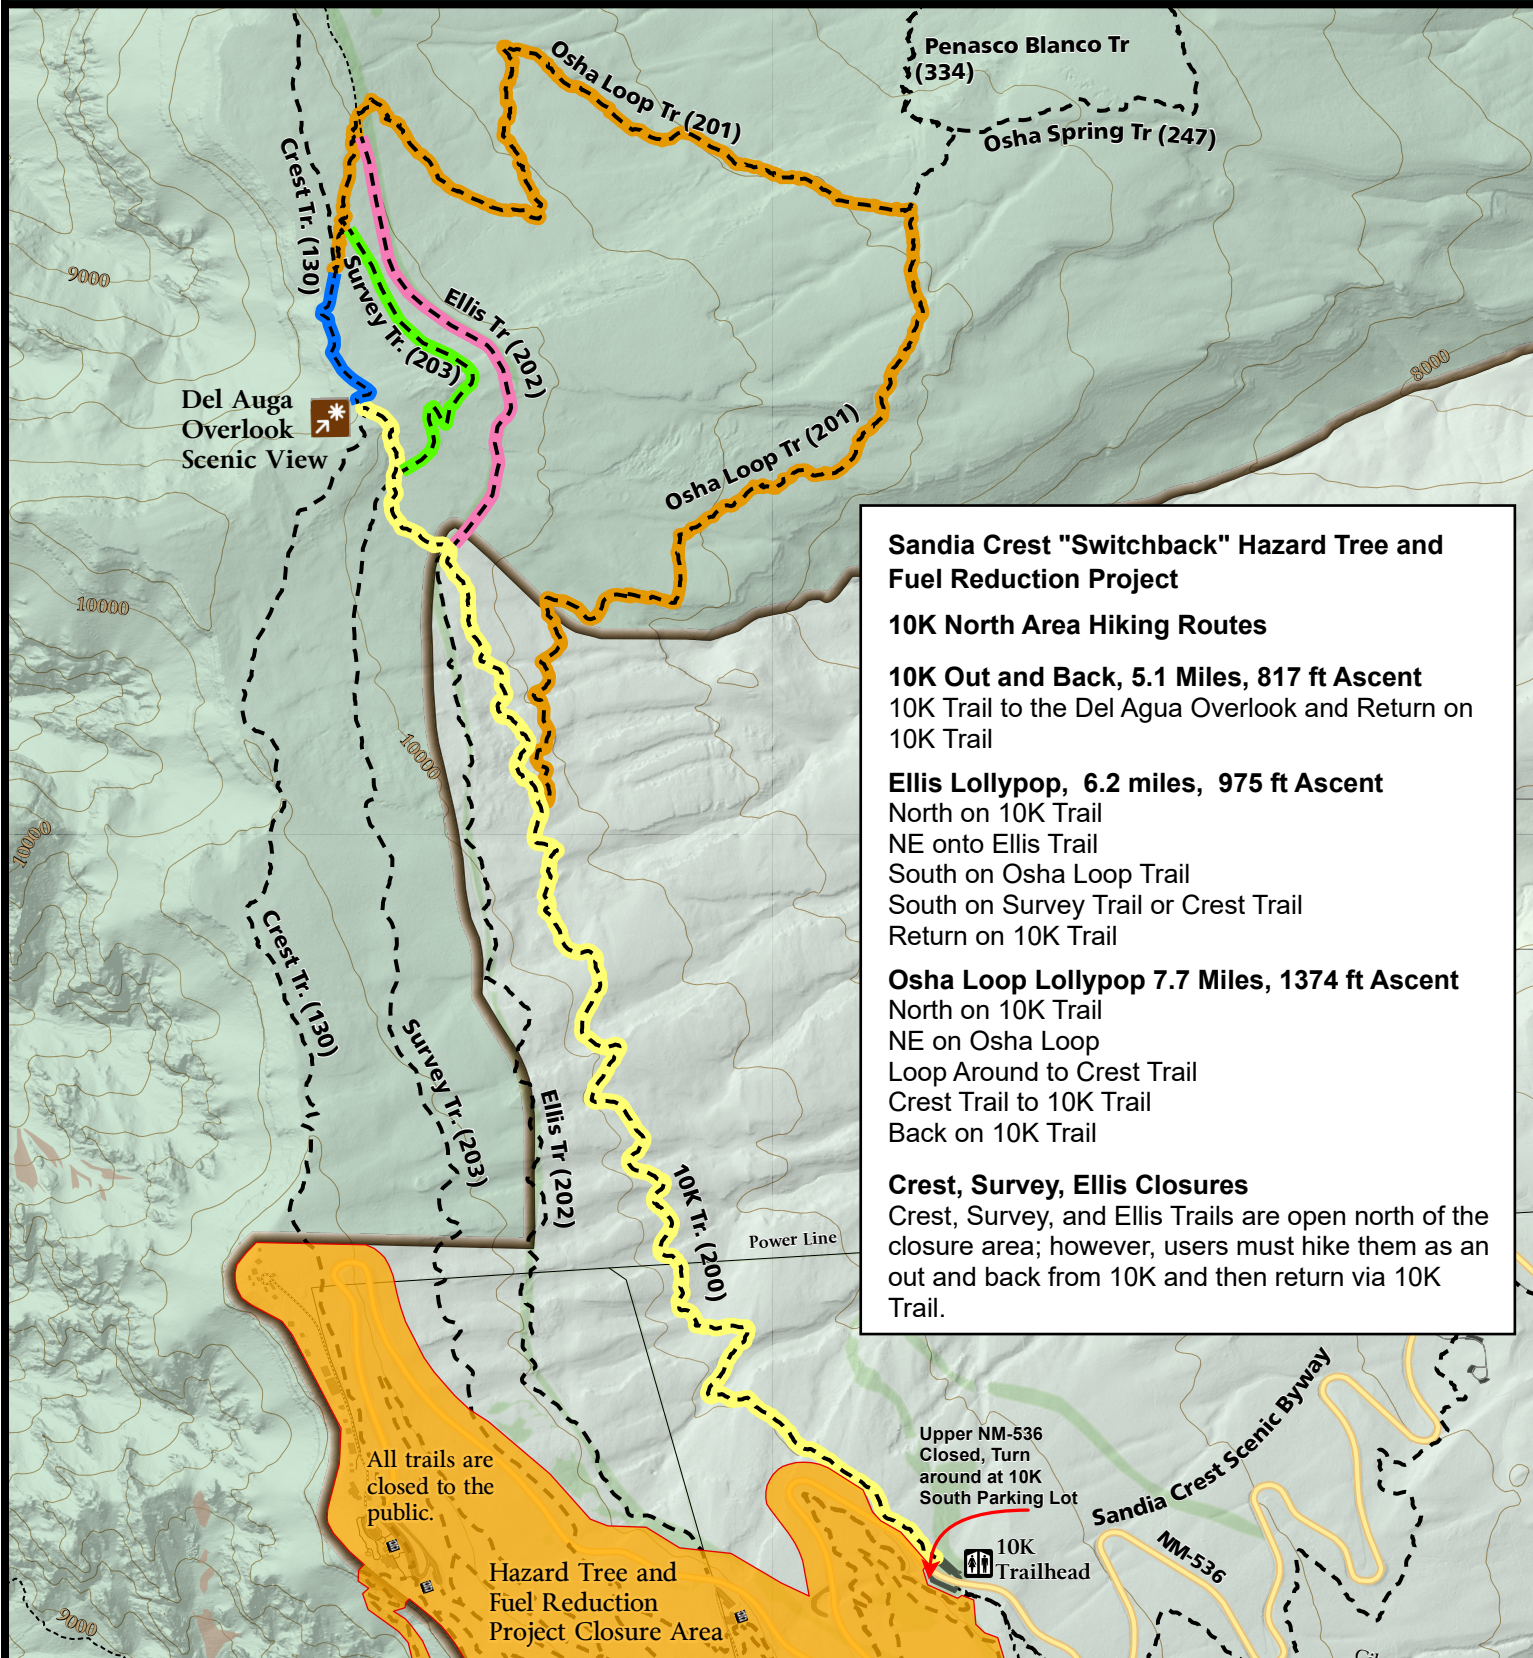 Penasco Blanco Tr
(334)
Osha Loop Tr (201)
Osha Spring Tr (247)
Crest Tr. (130)
9000
Survey Tr. (203)
Ellis Tr (202)
8000
Del Auga
Overlook
Scenic View
Osha Loop Tr (201)
Sandia Crest "Switchback" Hazard Tree and
Fuel Reduction Project
10K North Area Hiking Routes
10K Out and Back, 5.1 Miles, 817 ft Ascent
10K Trail to the Del Agua Overlook and Return on
10K Trail
Ellis Lollypop, 6.2 miles, 975 ft Ascent
North on 10K Trail
NE onto Ellis Trail
South on Osha Loop Trail
South on Survey Trail or Crest Trail
Return on 10K Trail
Osha Loop Lollypop 7.7 Miles, 1374 ft Ascent
North on 10K Trail
NE on Osha Loop
Loop Around to Crest Trail
Crest Trail to 10K Trail
Back on 10K Trail
Crest, Survey, Ellis Closures
Crest, Survey, and Ellis Trails are open north of the
closure area; however, users must hike them as an
out and back from 10K and then return via 10K
Trail.
10000
10000
10000
Crest Tr. (130)
Survey Tr. (203)
Ellis Tr (202)
10K Tr. (200)
Power Line
Sandia Crest Scenic Byway
NM-536
Upper NM-536
Closed, Turn
around at 10K
South Parking Lot
10K
Trailhead
All trails are
closed to the
public.
Hazard Tree and
Fuel Reduction
Project Closure Area
9000